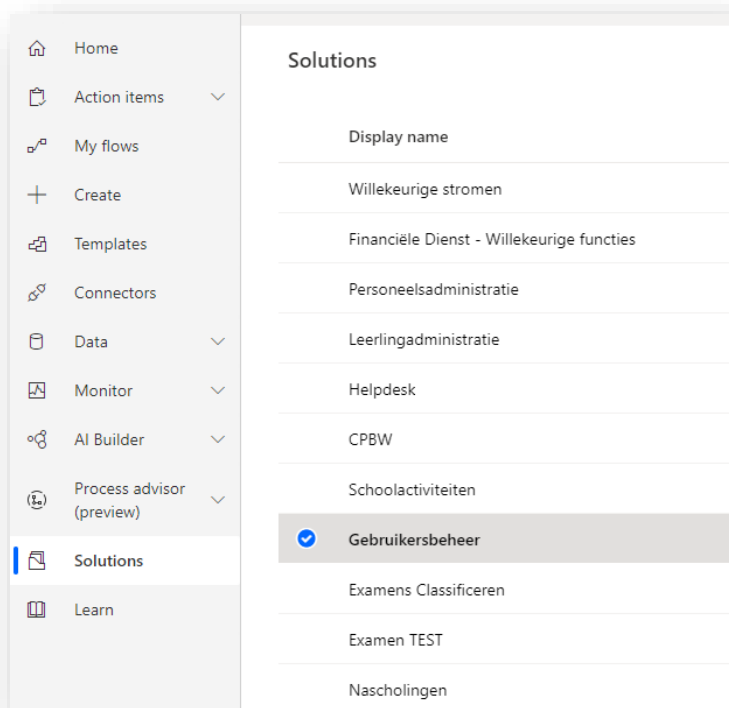 Home
Action items
My flows
Create
Templates
Connectors
Data
Monitor
AI Builder
Process advisor
(preview)
Solutions
Learn
Solutions
Display name
Willekeurige stromen
Financiële Dienst - Willekeurige functies
Personeelsadministratie
Leerlingadministratie
Helpdesk
CPBW
Schoolactiviteiten
Gebruikersbeheer
Examens Classificeren
Examen TEST
Nascholingen